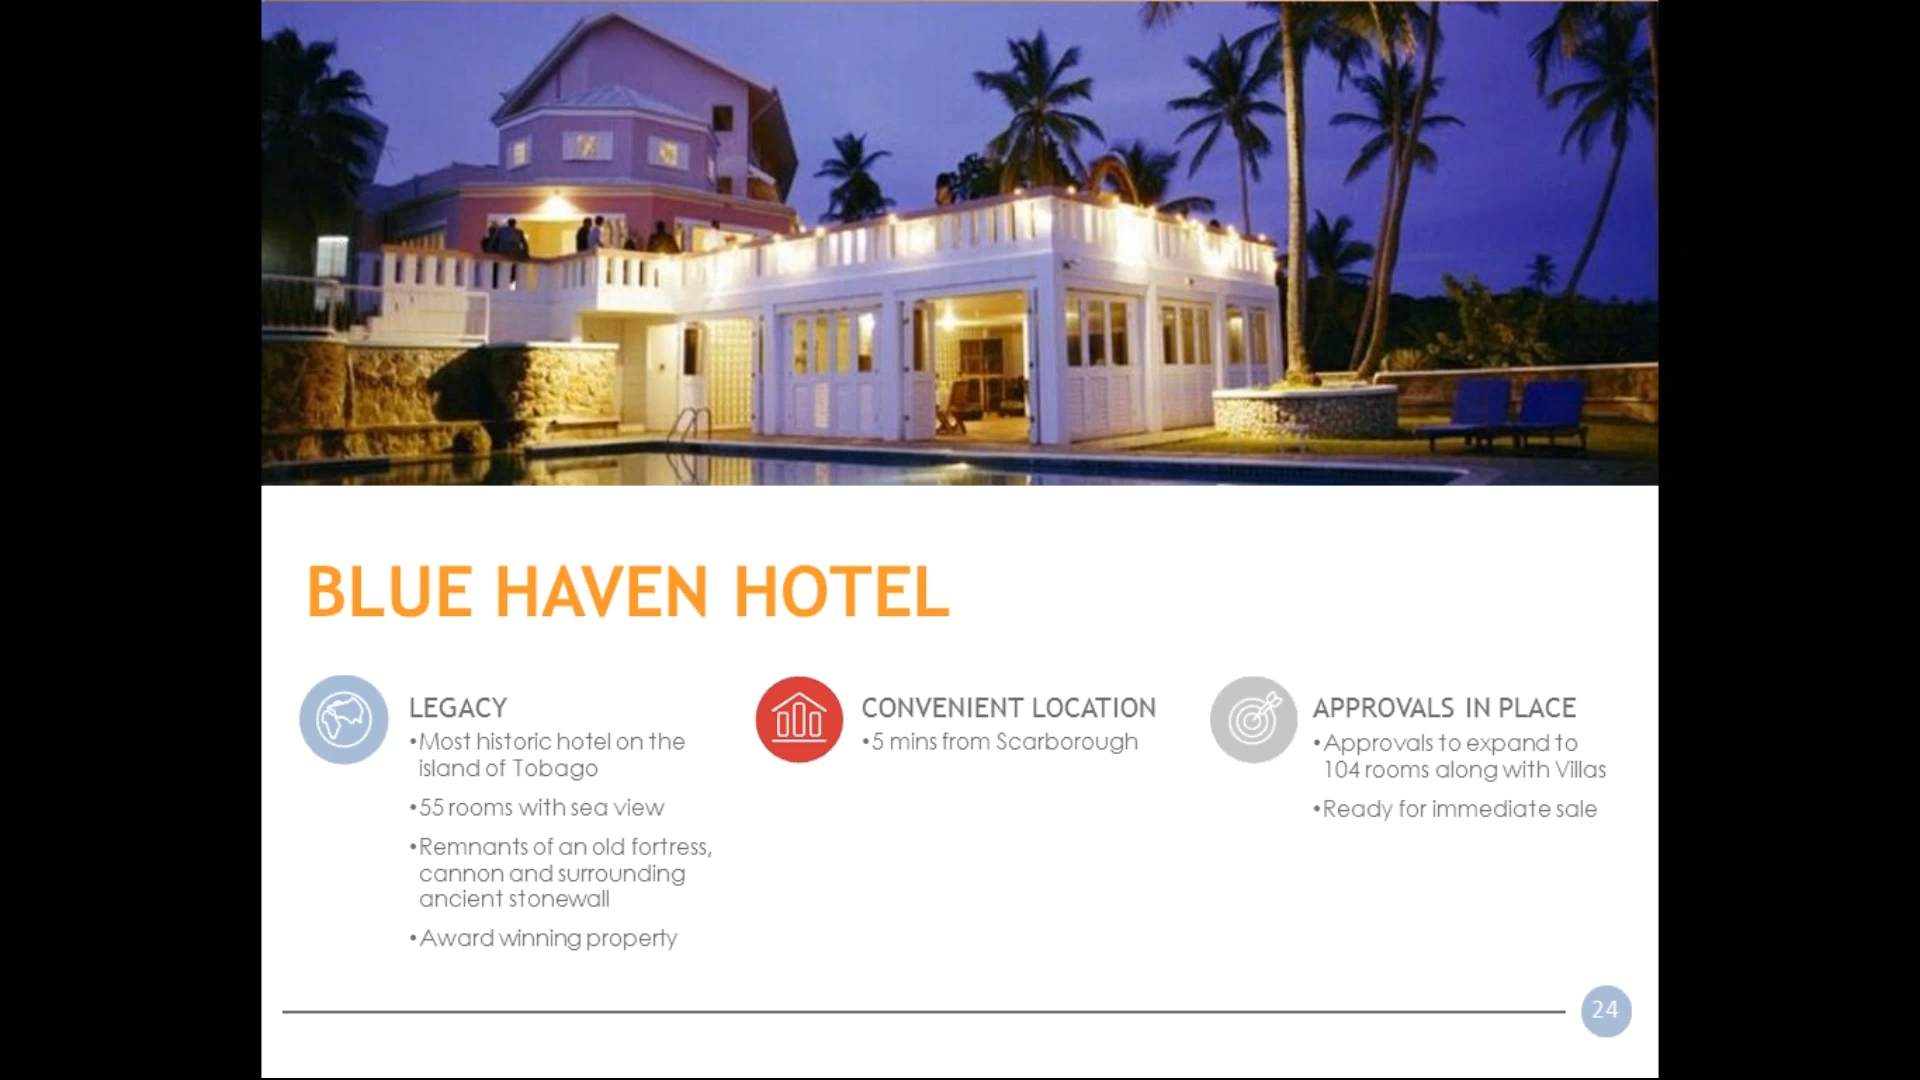 BLUE HAVEN HOTEL
LEGACY
•Most historic hotel on the
island of Tobago
•55 rooms with sea view
•Remnants of an old fortress,
cannon and surrounding
ancient stonewall
•Award winning property
CONVENIENT LOCATION
•5 mins from Scarborough
APPROVALS IN PLACE
•Approvals to expand to
104 rooms along with Villas
•Ready for immediate sale
24